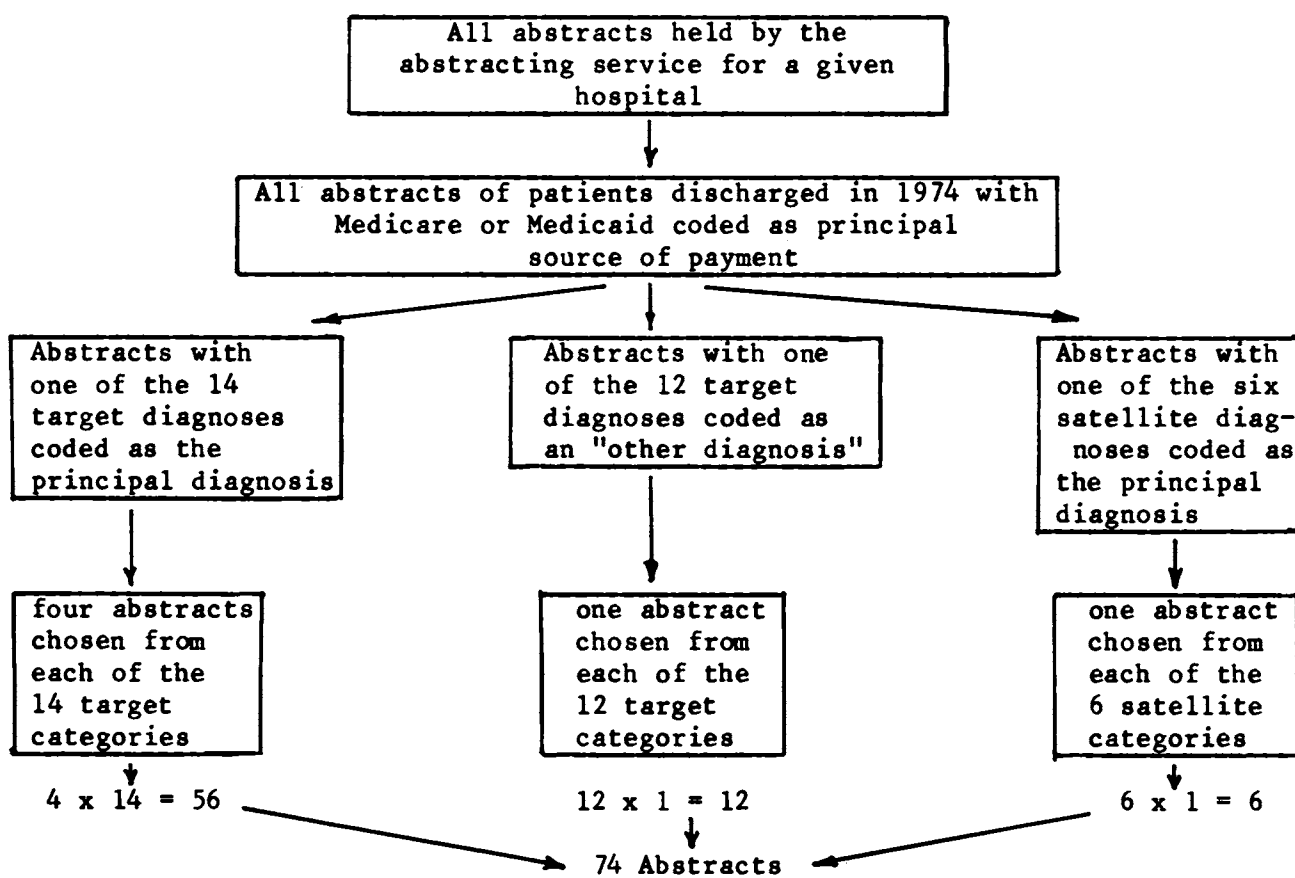 All abstracts held by the
abstracting service for a given
hospital
All abstracts of patients discharged in 1974 with
Medicare or Medicaid coded as principal
source of payment
Abstracts with
one of the 14
target diagnoses
coded as the
principal diagnosis
Abstracts with one
of the 12 target
diagnoses coded as
an "other diagnosis"
Abstracts with
one of the six
satellite diag-
noses coded as
the principal
diagnosis
four abstracts
chosen from
each of the
14 target
categories
one abstract
chosen from
each of the
12 target
categories
one abstract
chosen from
each of the
6 satellite
categories
4 x 14 = 56
12 x 1 = 12
6 x 1 = 6
74 Abstracts